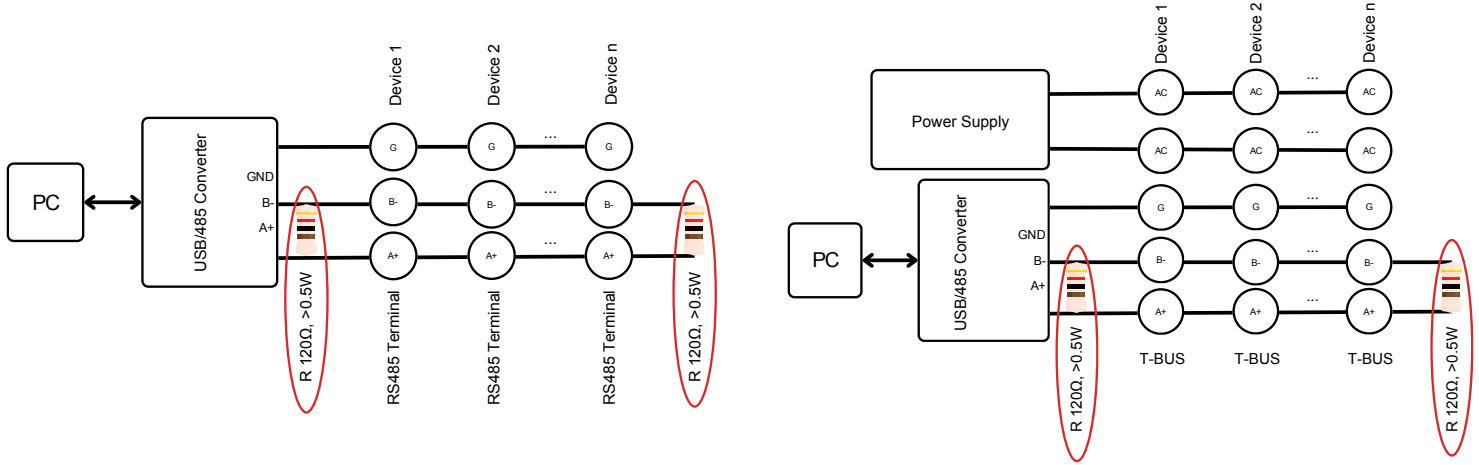 Device 1
Device 2
Device n
PC
USB/485 Converter
GND
B-
A+
G
G
...
G
B-
B-
...
B-
A+
A+
...
A+
R 120Ω, >0.5W
RS485 Terminal
RS485 Terminal
RS485 Terminal
R 120Ω, >0.5W
Device 1
Device 2
Device n
Power Supply
AC
AC
...
AC
AC
AC
...
AC
PC
USB/485 Converter
GND
B-
A+
G
G
...
G
B-
B-
...
B-
A+
A+
...
A+
R 120Ω, >0.5W
T-BUS
T-BUS
T-BUS
R 120Ω, >0.5W